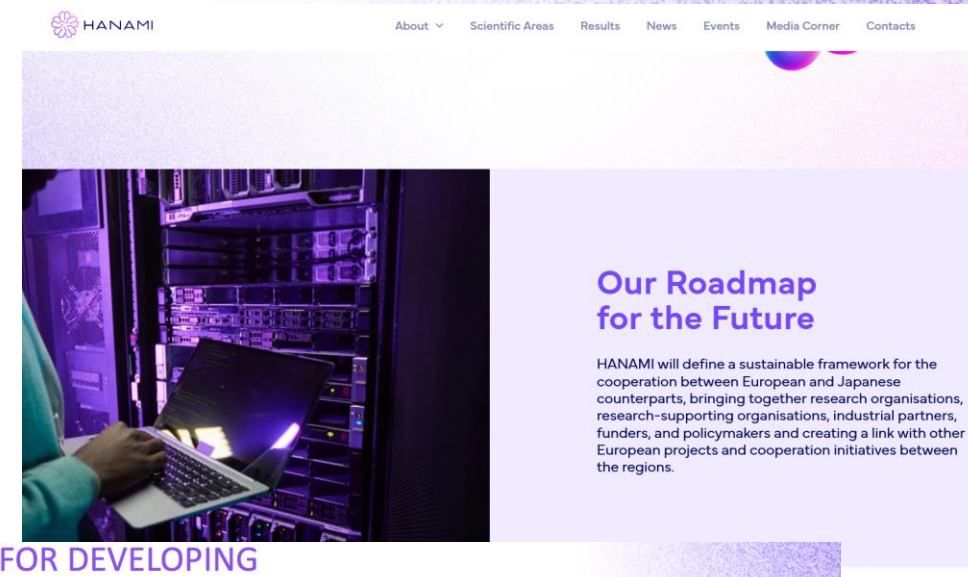 HANAMI
About Scientific Areas Results News Events Media Corner Contacts
Our Roadmap
for the Future
HANAMI will define a sustainable framework for the
cooperation between European and Japanese
counterparts, bringing together research organisations,
research-supporting organisations, industrial partners,
funders, and policymakers and creating a link with other
European projects and cooperation initiatives between
the regions.
FOR DEVELOPING